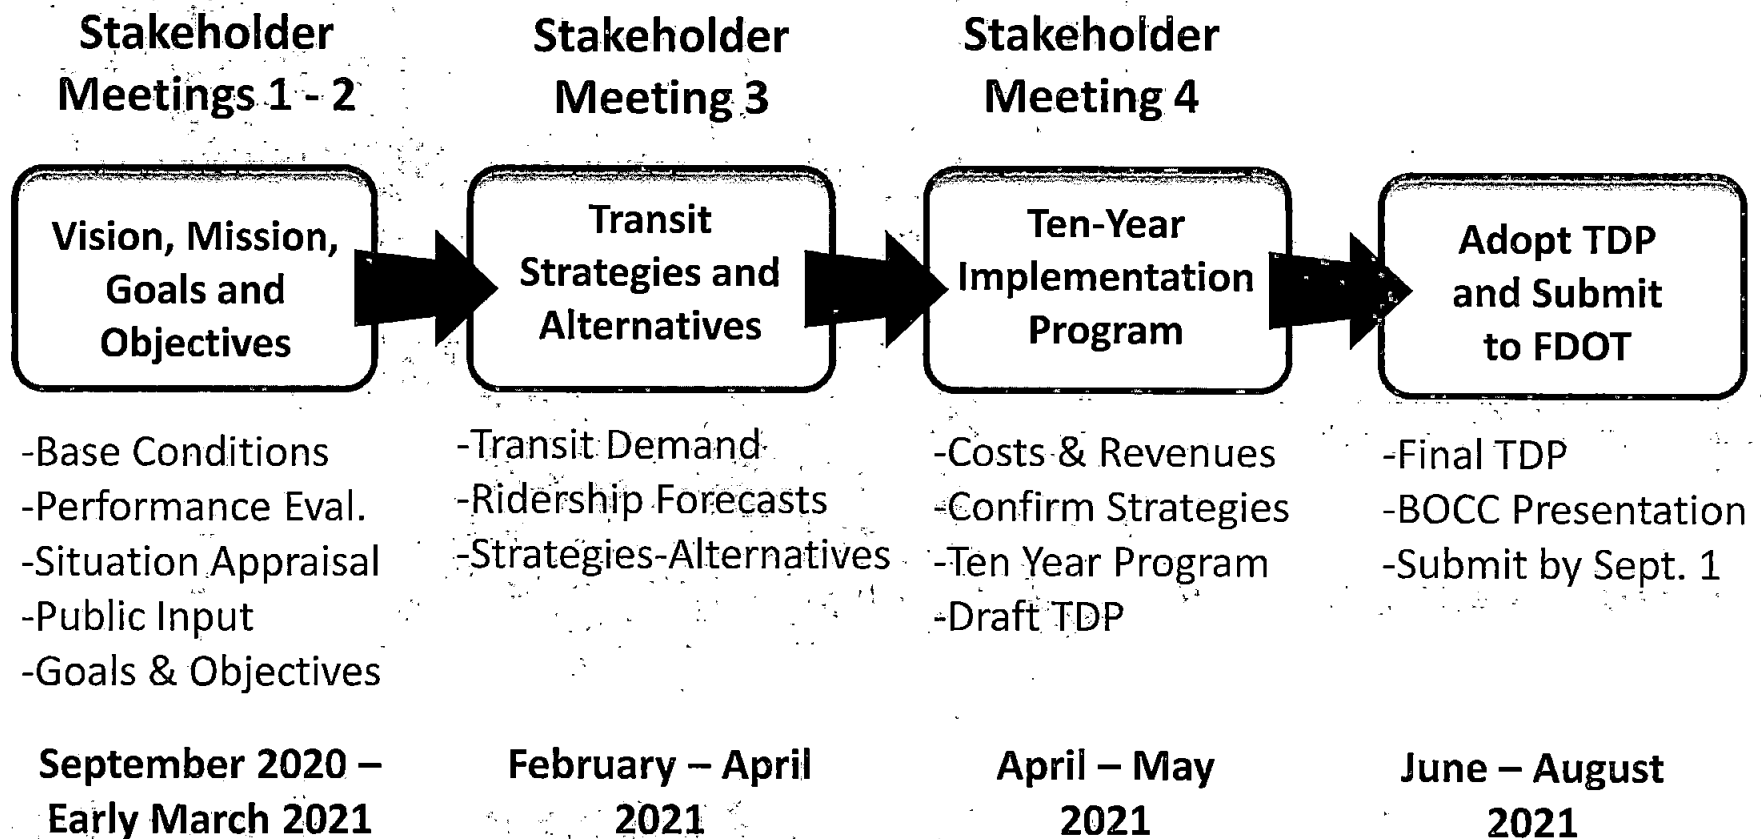 Stakeholder
Meetings 1 - 2
Stakeholder
Meeting 3
Stakeholder
Meeting 4
Vision, Mission,
Goals and
Objectives
Transit
Strategies and
Alternatives
Ten-Year
Implementation
Program
Adopt TDP
and Submit
to FDOT
-Base Conditions
-Performance Eval.
-Situation Appraisal
-Public Input
-Goals & Objectives
-Transit Demand
-Ridership Forecasts
-Strategies-Alternatives
-Costs & Revenues
-Confirm Strategies
-Ten Year Program
-Draft TDP
-Final TDP
-BOCC Presentation
-Submit by Sept. 1
September 2020 –
Early March 2021
February – April
2021
April – May
2021
June – August
2021